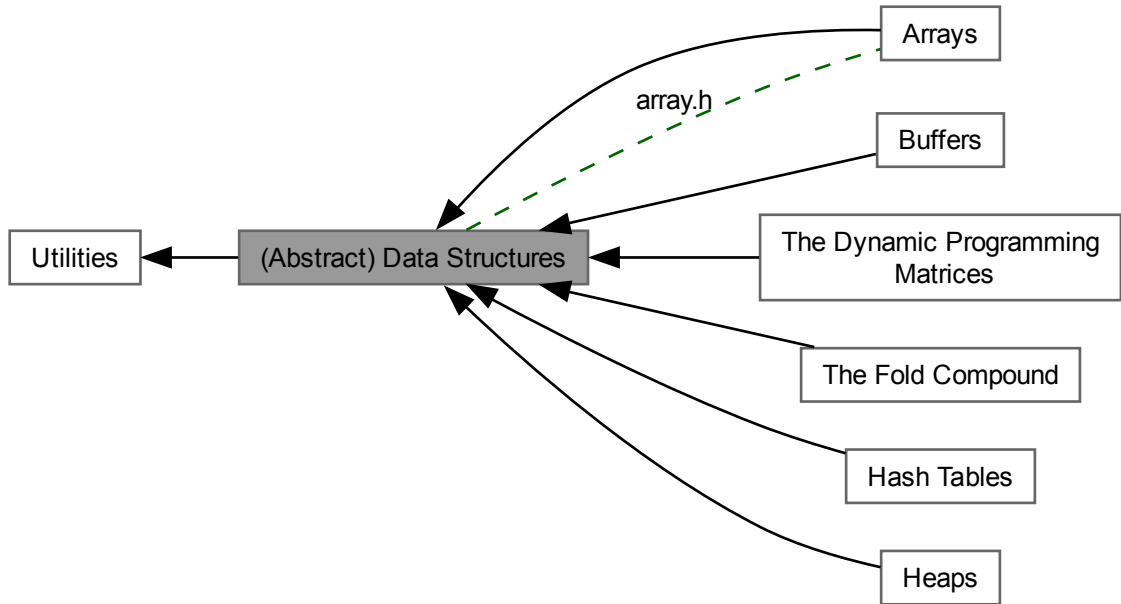 Arrays
array.h
Buffers
Utilities
(Abstract) Data Structures
The Dynamic Programming
Matrices
The Fold Compound
Hash Tables
Heaps